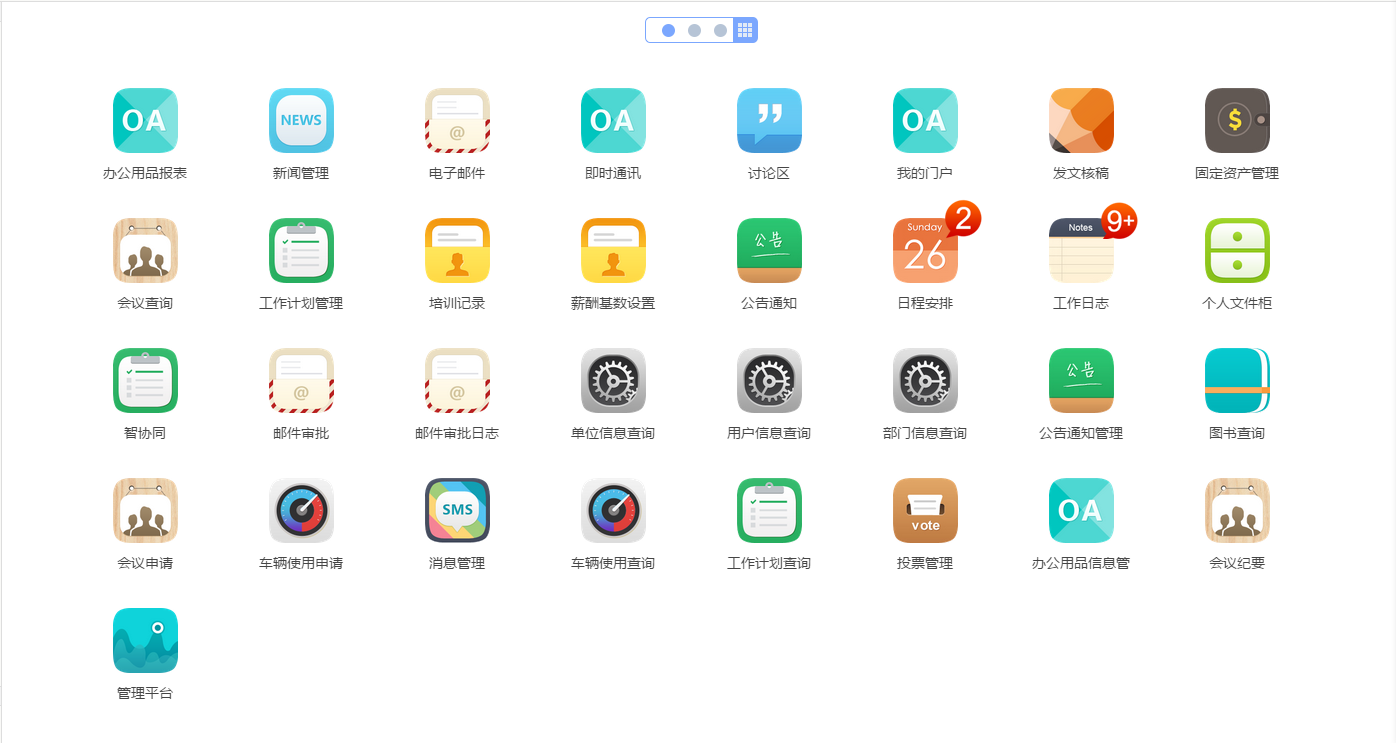 OA
NEWS
@
OA
OA
$
办公用品报表
新闻管理
电子邮件
即时通讯
讨论区
我的门户
发文核稿
固定资产管理
公告
Sunday
26
2
Notes
9+
会议查询
工作计划管理
培训记录
薪酬基数设置
公告通知
日程安排
工作日志
个人文件柜
@
@
公告
智协同
邮件审批
邮件审批日志
单位信息查询
用户信息查询
部门信息查询
公告通知管理
图书查询
SMS
vote
OA
会议申请
车辆使用申请
消息管理
车辆使用查询
工作计划查询
投票管理
办公用品信息管
会议纪要
管理平台